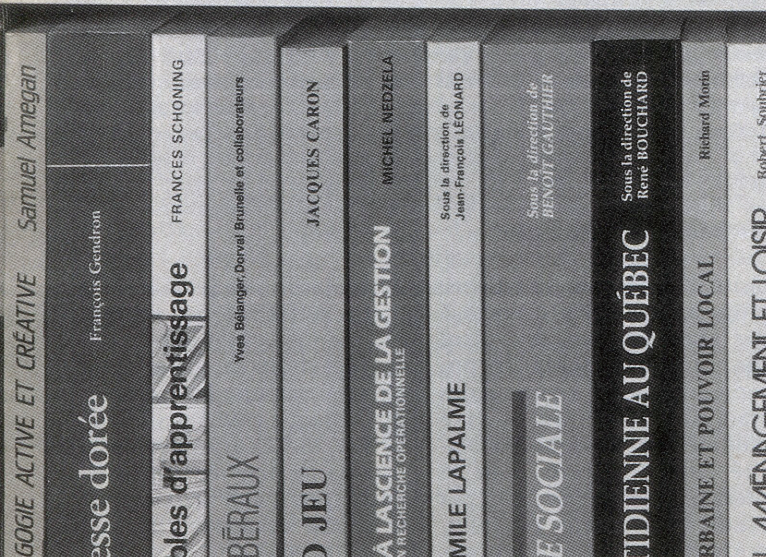 GOGIE ACTIVE ET CRÉATIVE Samuel Amegan
esse dorée François Gendron
bles d'apprentissage FRANCES SCHONING
BÉRAUX Yves Bélanger, Dorval Brunelle et collaborateurs
D JEU JACQUES CARON
À LA SCIENCE DE LA GESTION MICHEL NEDZELA
N RECHERCHE OPÉRATIONNELLE
MILE LAPALME
Sous la direction de
Jean-François LÉONARD
E SOCIALE
Sous la direction de
BENOÎT GAUTHIER
TIDIENNE AU QUÉBEC
Sous la direction de
René BOUCHARD
RBAINE ET POUVOIR LOCAL Richard Morin
AMÉNAGEMENT ET LOISIR Robert Soubrier